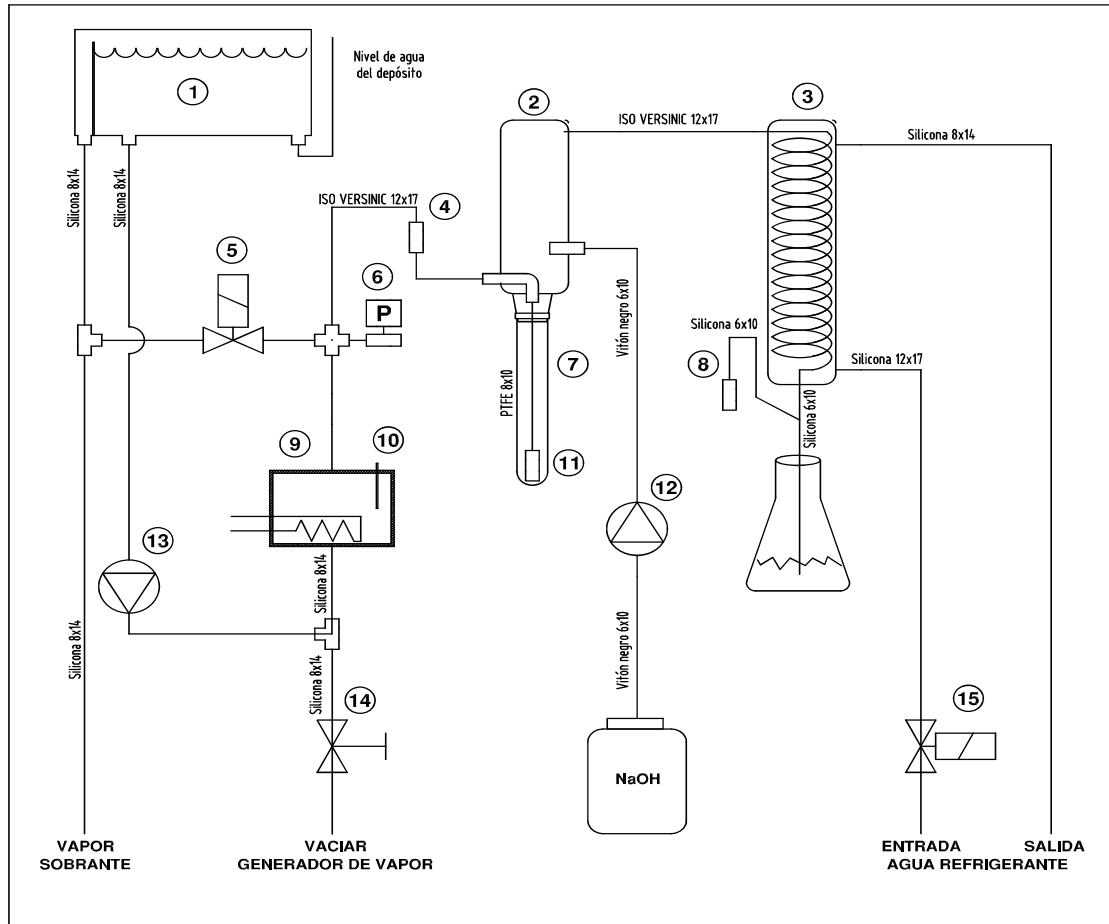 Nivel de agua
del depósito
1
2
3
ISO VERSINIC 12x17
Silicona 8x14
Silicona 8x14
Silicona 8x14
ISO VERSINIC 12x17
4
5
6
P
Vitón negro 6x10
Silicona 6x10
7
PTFE 8x10
8
Silicona 12x17
Silicona 6x10
9
10
11
12
13
Silicona 8x14
Silicona 8x14
Silicona 8x14
Vitón negro 6x10
14
15
NaOH
VAPOR
SOBRANTE
VACIAR
GENERADOR DE VAPOR
ENTRADA
SALIDA
AGUA REFRIGERANTE